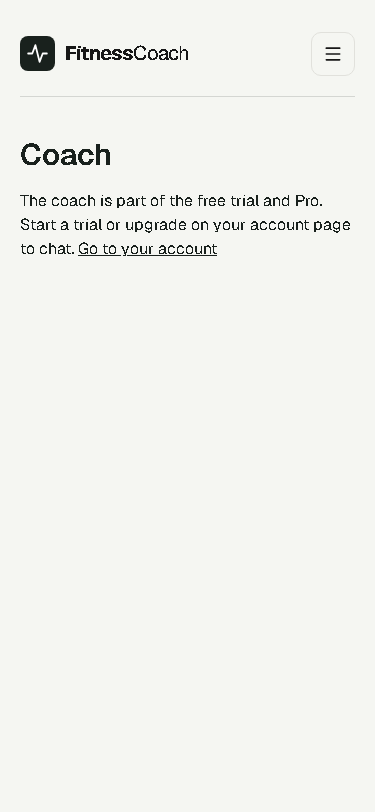 FitnessCoach
Coach
The coach is part of the free trial and Pro.
Start a trial or upgrade on your account page
to chat. Go to your account